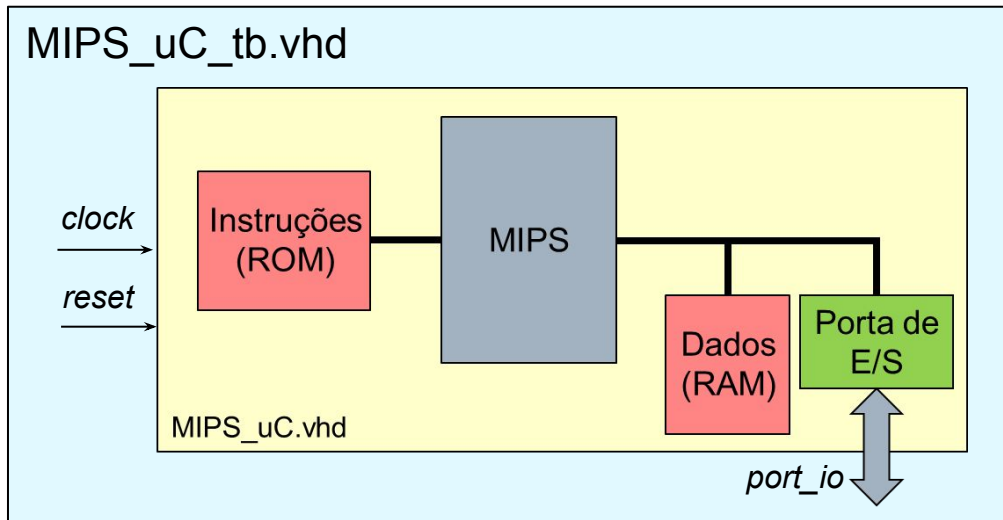 MIPS_uC_tb.vhd
clock
reset
Instruções
(ROM)
MIPS
Dados
(RAM)
Porta de
E/S
MIPS_uC.vhd
port_io